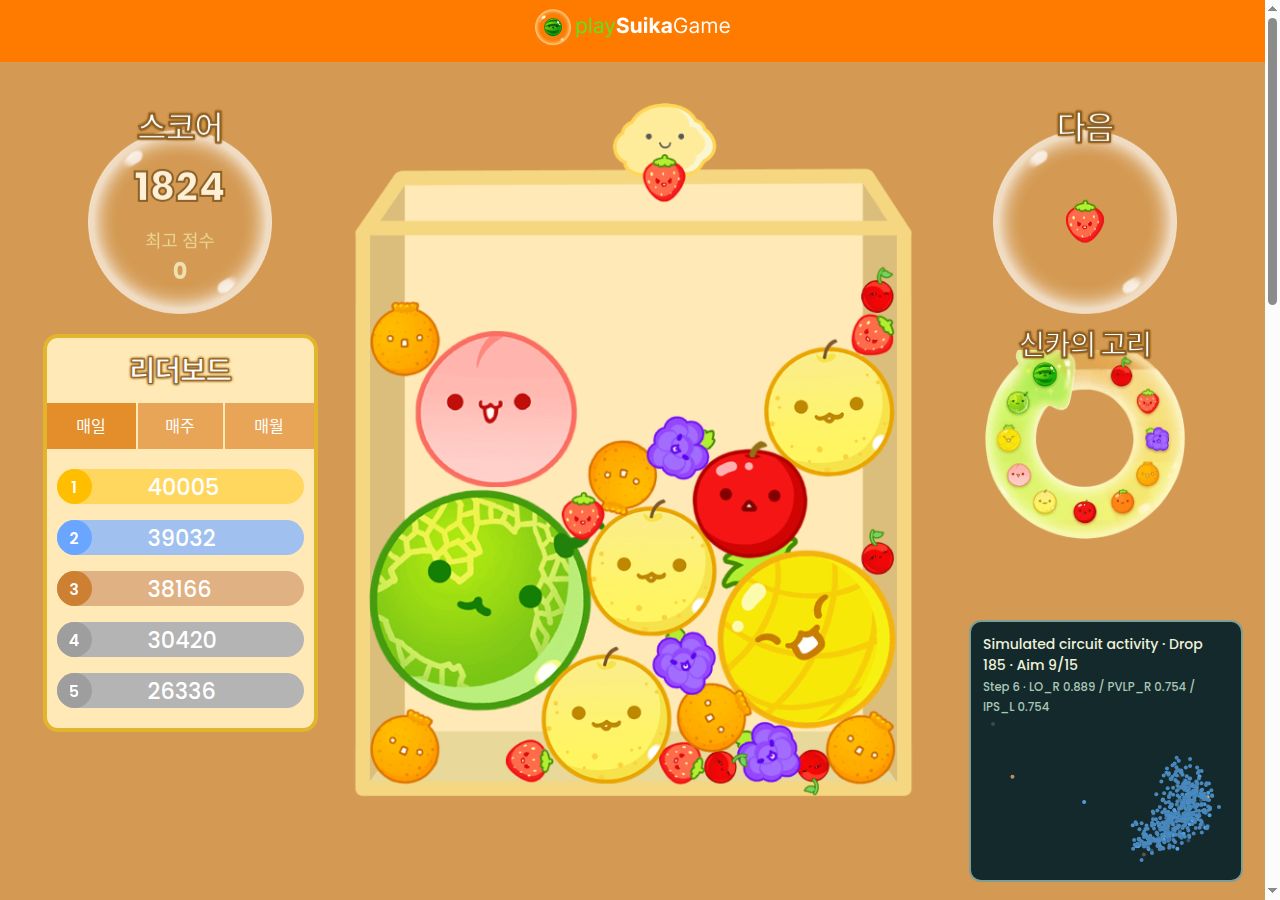 playSuikaGame
스코어
1824
최고 점수
0
다음
리더보드
매일 매주 매월
1 40005
2 39032
3 38166
4 30420
5 26336
신카의 고리
Simulated circuit activity · Drop
185 · Aim 9/15
Step 6 · LO_R 0.889 / PVLP_R 0.754 /
IPS_L 0.754